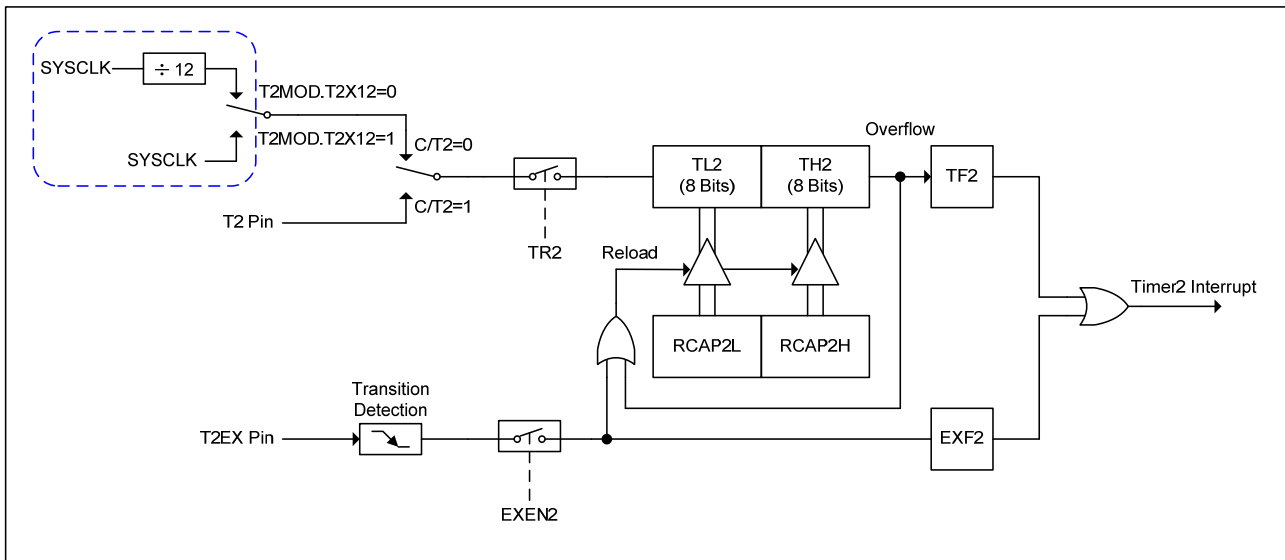 SYSCLK
÷ 12
T2MOD.T2X12=0
T2MOD.T2X12=1
SYSCLK
C/T2=0
C/T2=1
T2 Pin
TR2
TL2
(8 Bits)
TH2
(8 Bits)
Overflow
TF2
Reload
RCAP2L
RCAP2H
Timer2 Interrupt
Transition
Detection
T2EX Pin
EXEN2
EXF2